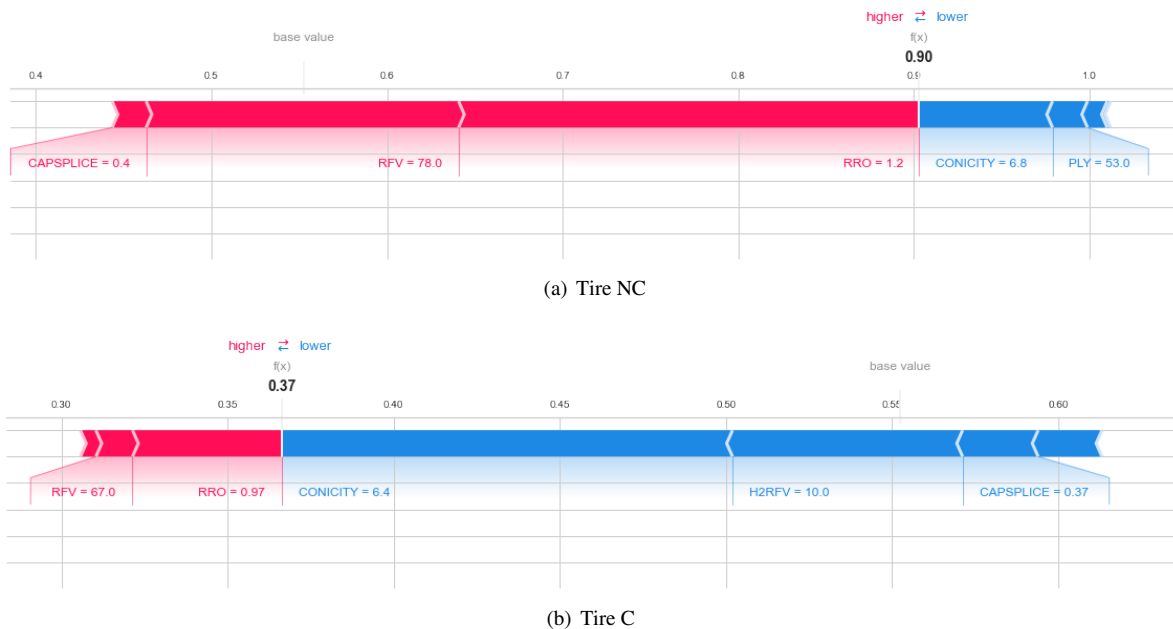 higher ⇄ lower
base value f(x)
0.90
0.4 0.5 0.6 0.7 0.8 0.9 1.0
CAPSPLICE = 0.4 RFV = 78.0 RRO = 1.2 CONICITY = 6.8 PLY = 53.0
(a) Tire NC
higher ⇄ lower
f(x) base value
0.37
0.30 0.35 0.40 0.45 0.50 0.55 0.60
RFV = 67.0 RRO = 0.97 CONICITY = 6.4 H2RFV = 10.0 CAPSPLICE = 0.37
(b) Tire C